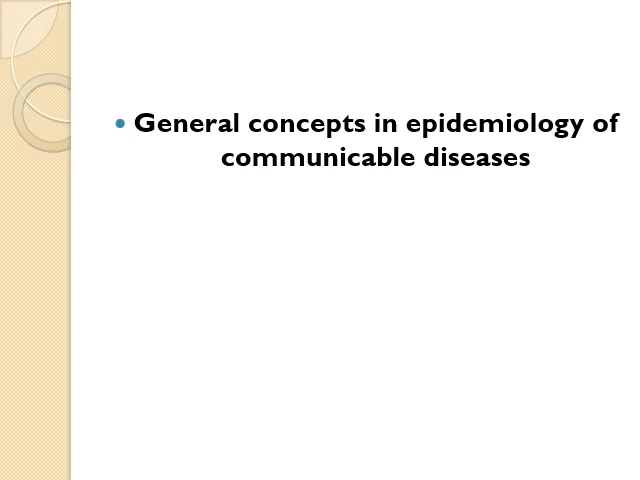 • General concepts in epidemiology of
communicable diseases